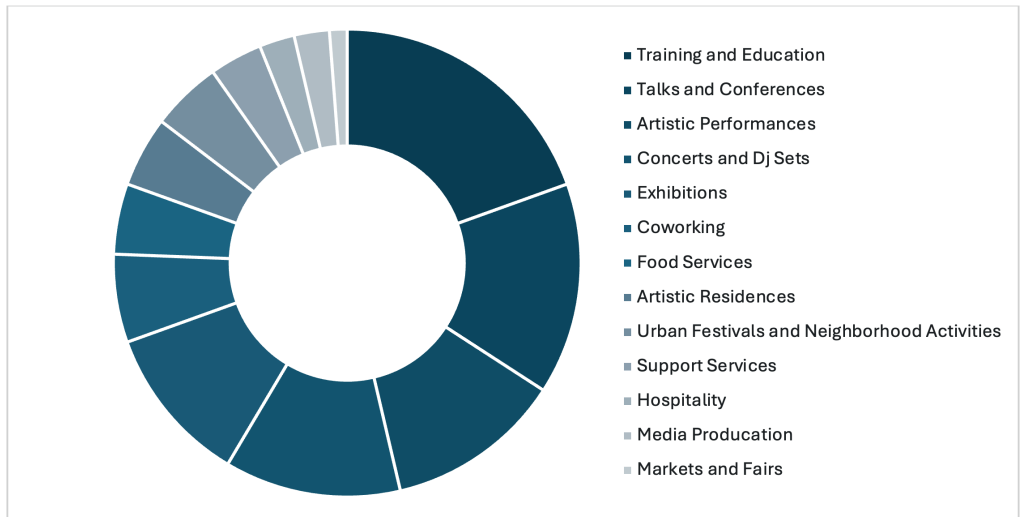 Training and Education
Talks and Conferences
Artistic Performances
Concerts and Dj Sets
Exhibitions
Coworking
Food Services
Artistic Residences
Urban Festivals and Neighborhood Activities
Support Services
Hospitality
Media Producation
Markets and Fairs